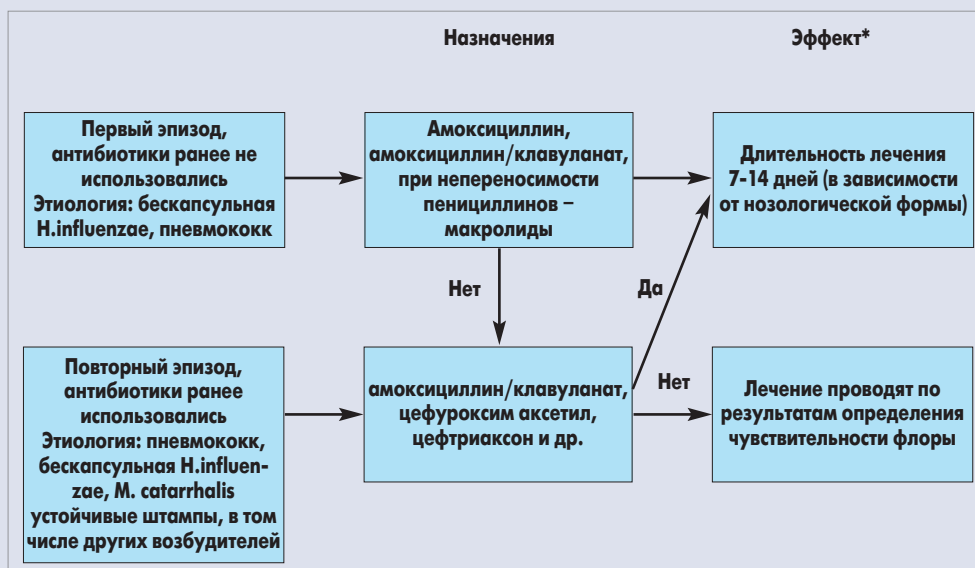 Назначения
Эффект*
Первый эпизод,
антибиотики ранее не
использовались
Этиология: бескапсульная
H.influenzae, пневмококк
Амоксициллин,
амоксициллин/клавуланат,
при непереносимости
пенициллинов –
макролиды
Длительность лечения
7-14 дней (в зависимости
от нозологической формы)
Нет
Да
Повторный эпизод,
антибиотики ранее
использовались
Этиология: пневмококк,
бескапсульная H.influen-
zae, M. catarrhalis
устойчивые штампы, в том
числе других возбудителей
амоксициллин/клавуланат,
цефуроксим аксетил,
цефтриаксон и др.
Нет
Лечение проводят по
результатам определения
чувствительности флоры